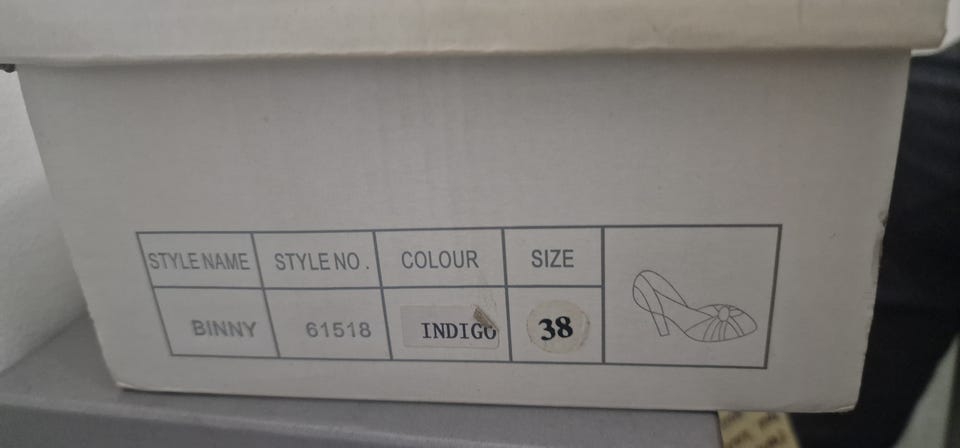 STYLE NAME STYLE NO. COLOUR SIZE
BINNY 61518 INDIGO 38